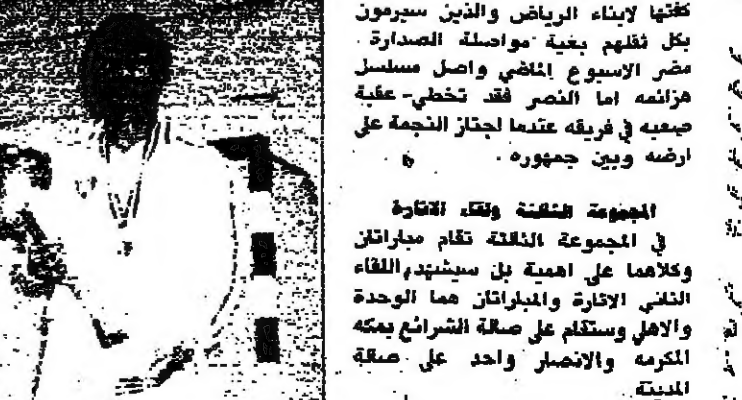 كفتها لابناء الرياض والذين سيرمون
بكل ثقلهم بغية مواصلة الصدارة .
مضر الاسبوع الماضي واصل مسلسل
هزائمه اما النصر فقد تخطي عقبة
صعبه في فريقه عندما اجتاز النجمة على
ارضه وبين جمهوره .
المجموعة الثالثة ولقاء الاثارة
في المجموعة الثالثة تقام مباراتان
وكلاهما على اهمية بل سيشهد اللقاء
الثاني الاثارة والمباراتان هما الوحدة
والاهلي وستقام على صالة الشرائع بمكه
المكرمه والانصار واحد على صالة
المدينة